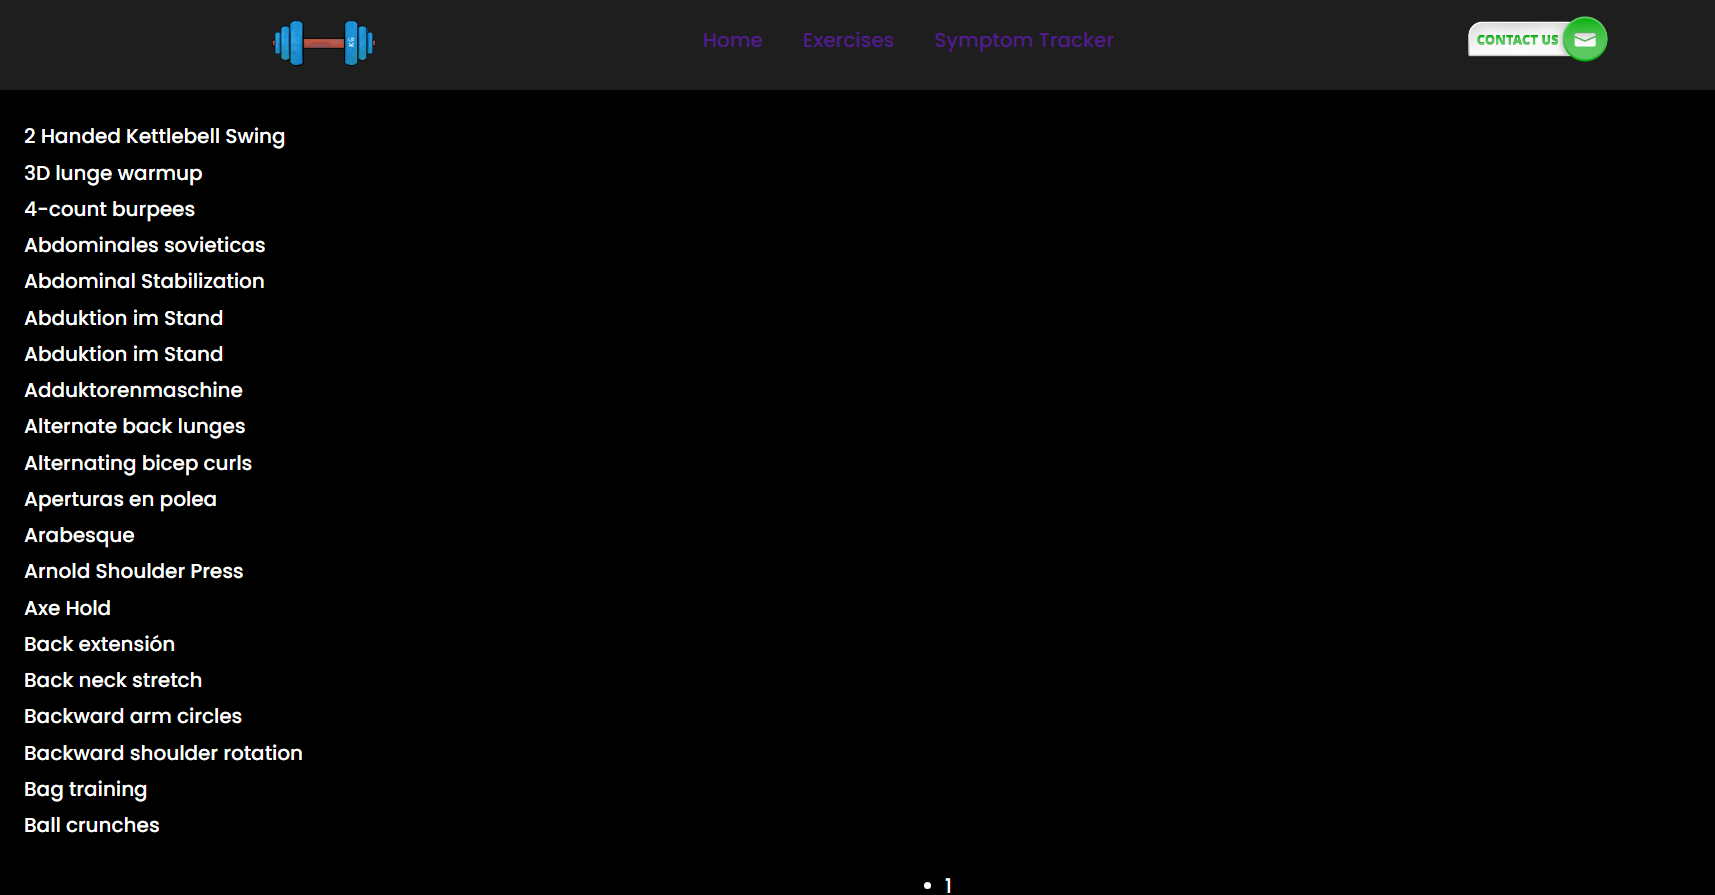 KG
Home Exercises Symptom Tracker
CONTACT US
2 Handed Kettlebell Swing
3D lunge warmup
4-count burpees
Abdominales sovieticas
Abdominal Stabilization
Abduktion im Stand
Abduktion im Stand
Adduktorenmaschine
Alternate back lunges
Alternating bicep curls
Aperturas en polea
Arabesque
Arnold Shoulder Press
Axe Hold
Back extensión
Back neck stretch
Backward arm circles
Backward shoulder rotation
Bag training
Ball crunches
• 1